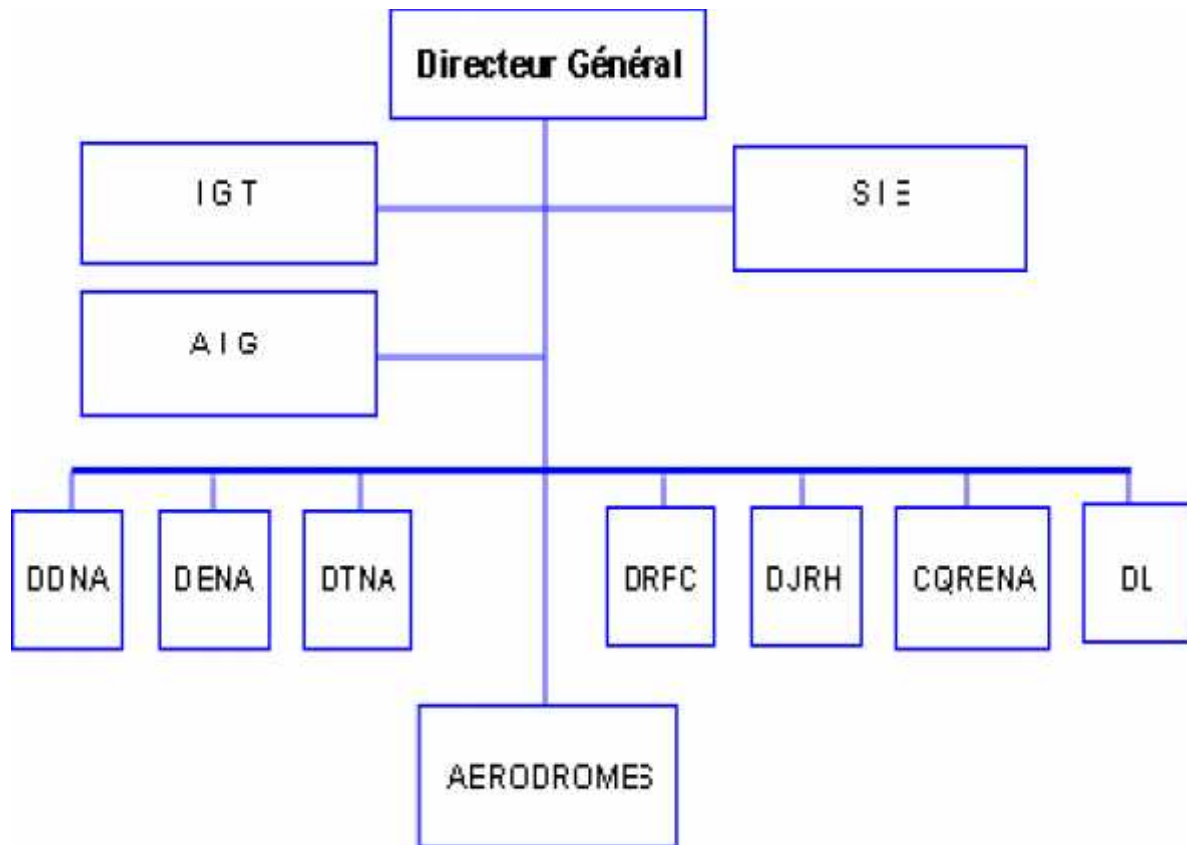 Directeur Général
IGT
SIE
AIG
DDNA
DENA
DTNA
DRFC
DJRH
CQRENA
DL
AERODROMES